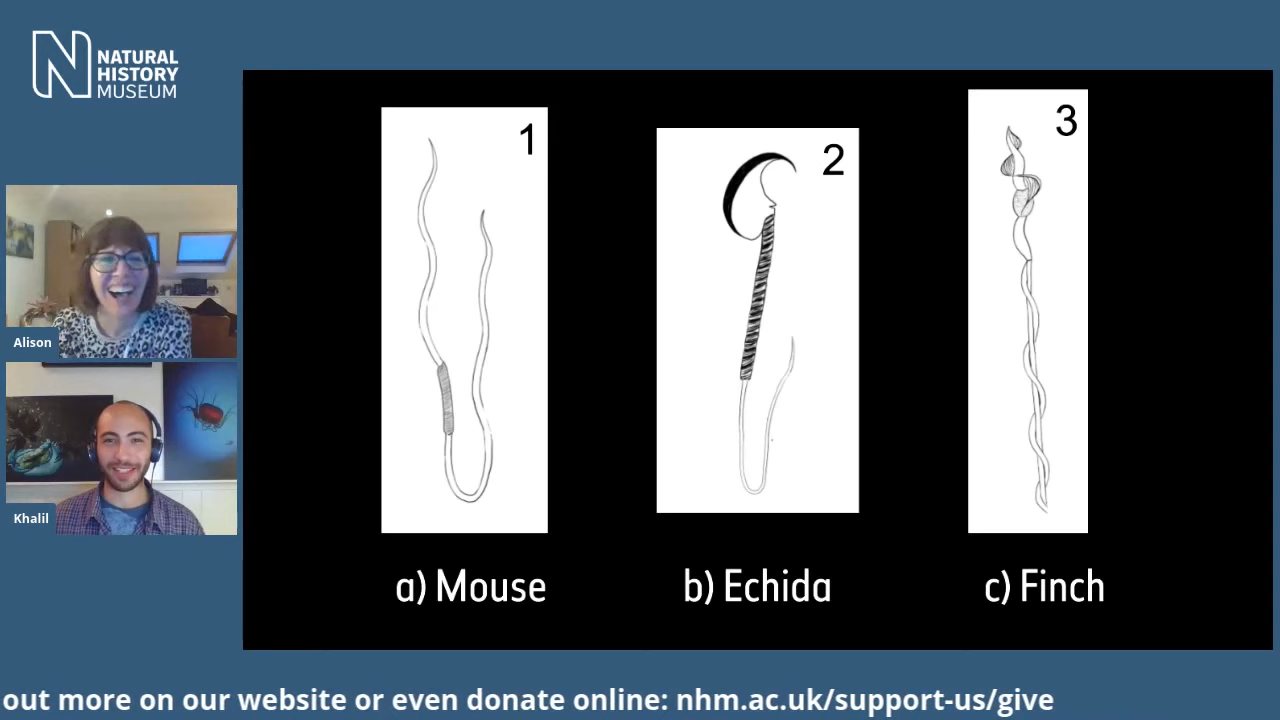 NATURAL
HISTORY
MUSEUM
1
2
3
Alison
Khalil
a) Mouse
b) Echida
c) Finch
out more on our website or even donate online: nhm.ac.uk/support-us/give